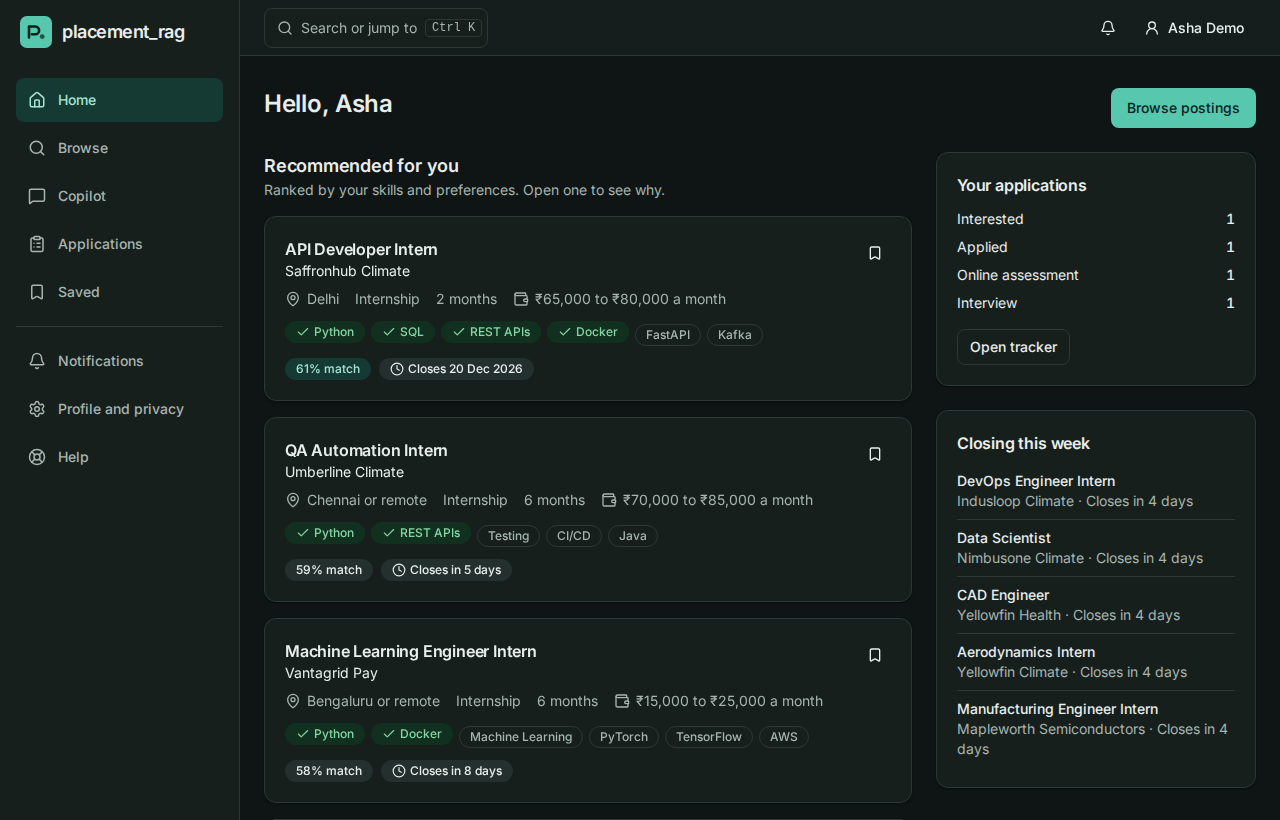 placement_rag
Search or jump to Ctrl K
Asha Demo
Home
Browse
Copilot
Applications
Saved
Notifications
Profile and privacy
Help
Hello, Asha
Browse postings
Recommended for you
Ranked by your skills and preferences. Open one to see why.
API Developer Intern
Saffronhub Climate
Delhi Internship 2 months ₹65,000 to ₹80,000 a month
Python SQL REST APIs Docker FastAPI Kafka
61% match Closes 20 Dec 2026
QA Automation Intern
Umberline Climate
Chennai or remote Internship 6 months ₹70,000 to ₹85,000 a month
Python REST APIs Testing CI/CD Java
59% match Closes in 5 days
Machine Learning Engineer Intern
Vantagrid Pay
Bengaluru or remote Internship 6 months ₹15,000 to ₹25,000 a month
Python Docker Machine Learning PyTorch TensorFlow AWS
58% match Closes in 8 days
Your applications
Interested 1
Applied 1
Online assessment 1
Interview 1
Open tracker
Closing this week
DevOps Engineer Intern
Indusloop Climate · Closes in 4 days
Data Scientist
Nimbusone Climate · Closes in 4 days
CAD Engineer
Yellowfin Health · Closes in 4 days
Aerodynamics Intern
Yellowfin Climate · Closes in 4 days
Manufacturing Engineer Intern
Mapleworth Semiconductors · Closes in 4
days